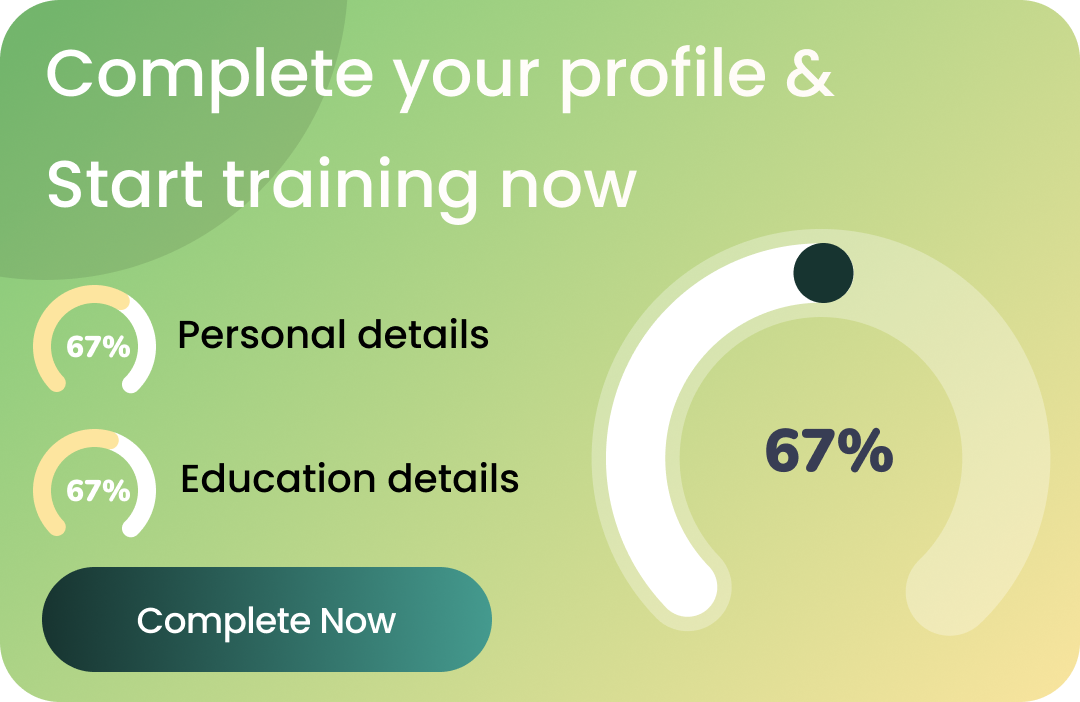 Complete your profile &
Start training now
67%
Personal details
67%
Education details
67%
Complete Now